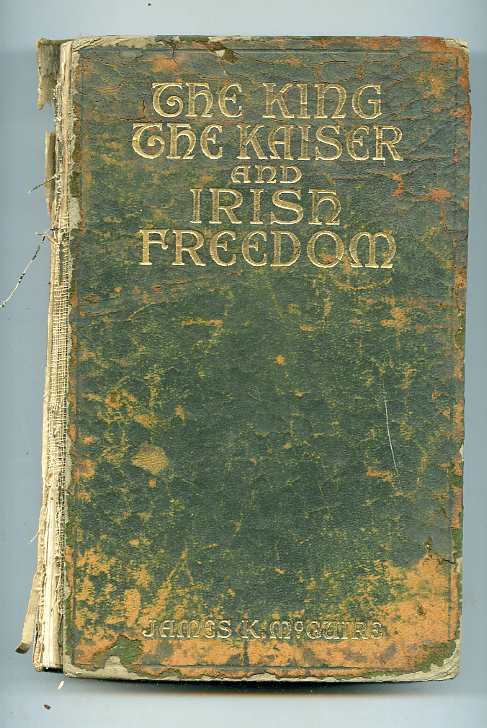 THE KING
THE KAISER
AND
IRISH
FREEDOM
JAMES K. McGUIRE